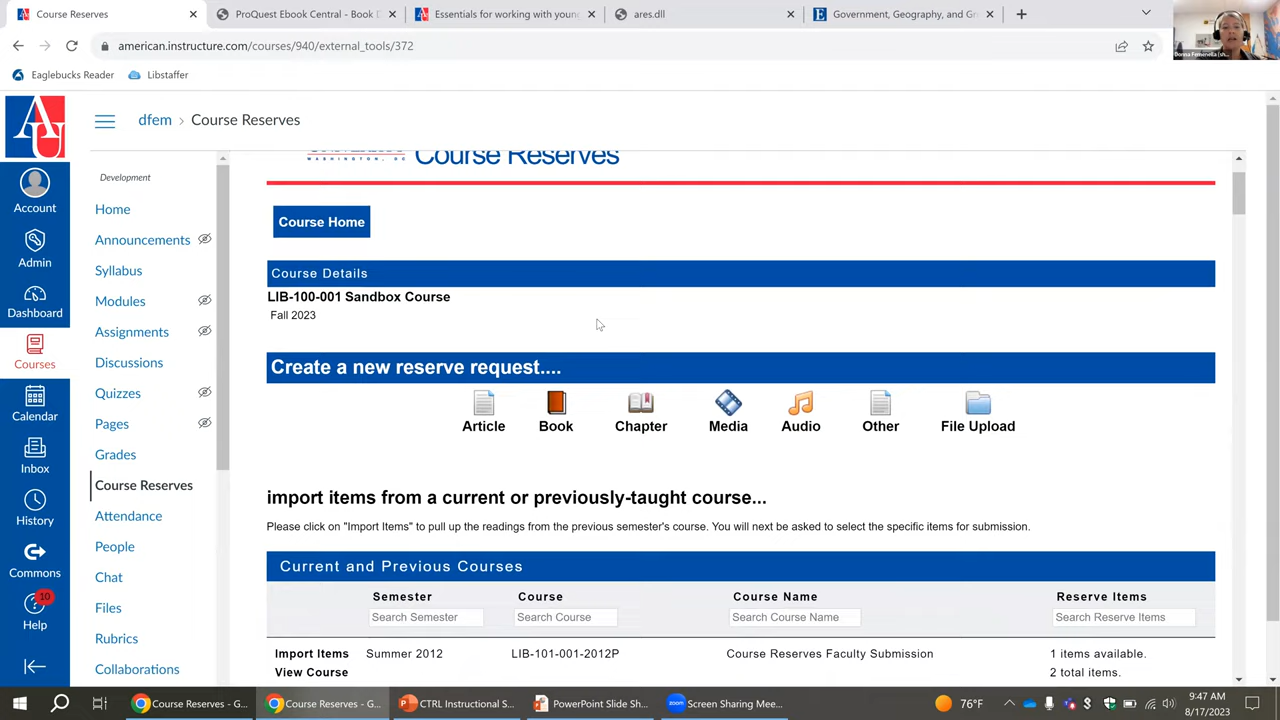 Course Reserves
ProQuest Ebook Central - Book D
Essentials for working with youn
ares.dll
Government, Geography, and Gr
american.instructure.com/courses/940/external_tools/372
Eaglebucks Reader
Libstaffer
AU
dfem > Course Reserves
Account
Admin
Dashboard
Courses
Calendar
Inbox
History
Commons
10
Help
Development
Home
Announcements
Syllabus
Modules
Assignments
Discussions
Quizzes
Pages
Grades
Course Reserves
Attendance
People
Chat
Files
Rubrics
Collaborations
WASHINGTON, DC
Course Reserves
Course Home
Course Details
LIB-100-001 Sandbox Course
Fall 2023
Create a new reserve request....
Article Book Chapter Media Audio Other File Upload
import items from a current or previously-taught course...
Please click on "Import Items" to pull up the readings from the previous semester's course. You will next be asked to select the specific items for submission.
Current and Previous Courses
Semester Course Course Name Reserve Items
Search Semester Search Course Search Course Name Search Reserve Items
Import Items Summer 2012 LIB-101-001-2012P Course Reserves Faculty Submission 1 items available.
View Course 2 total items.
Course Reserves - G...
Course Reserves - G...
CTRL Instructional S...
PowerPoint Slide Sh...
zoom
Screen Sharing Mee...
76°F
9:47 AM
8/17/2023